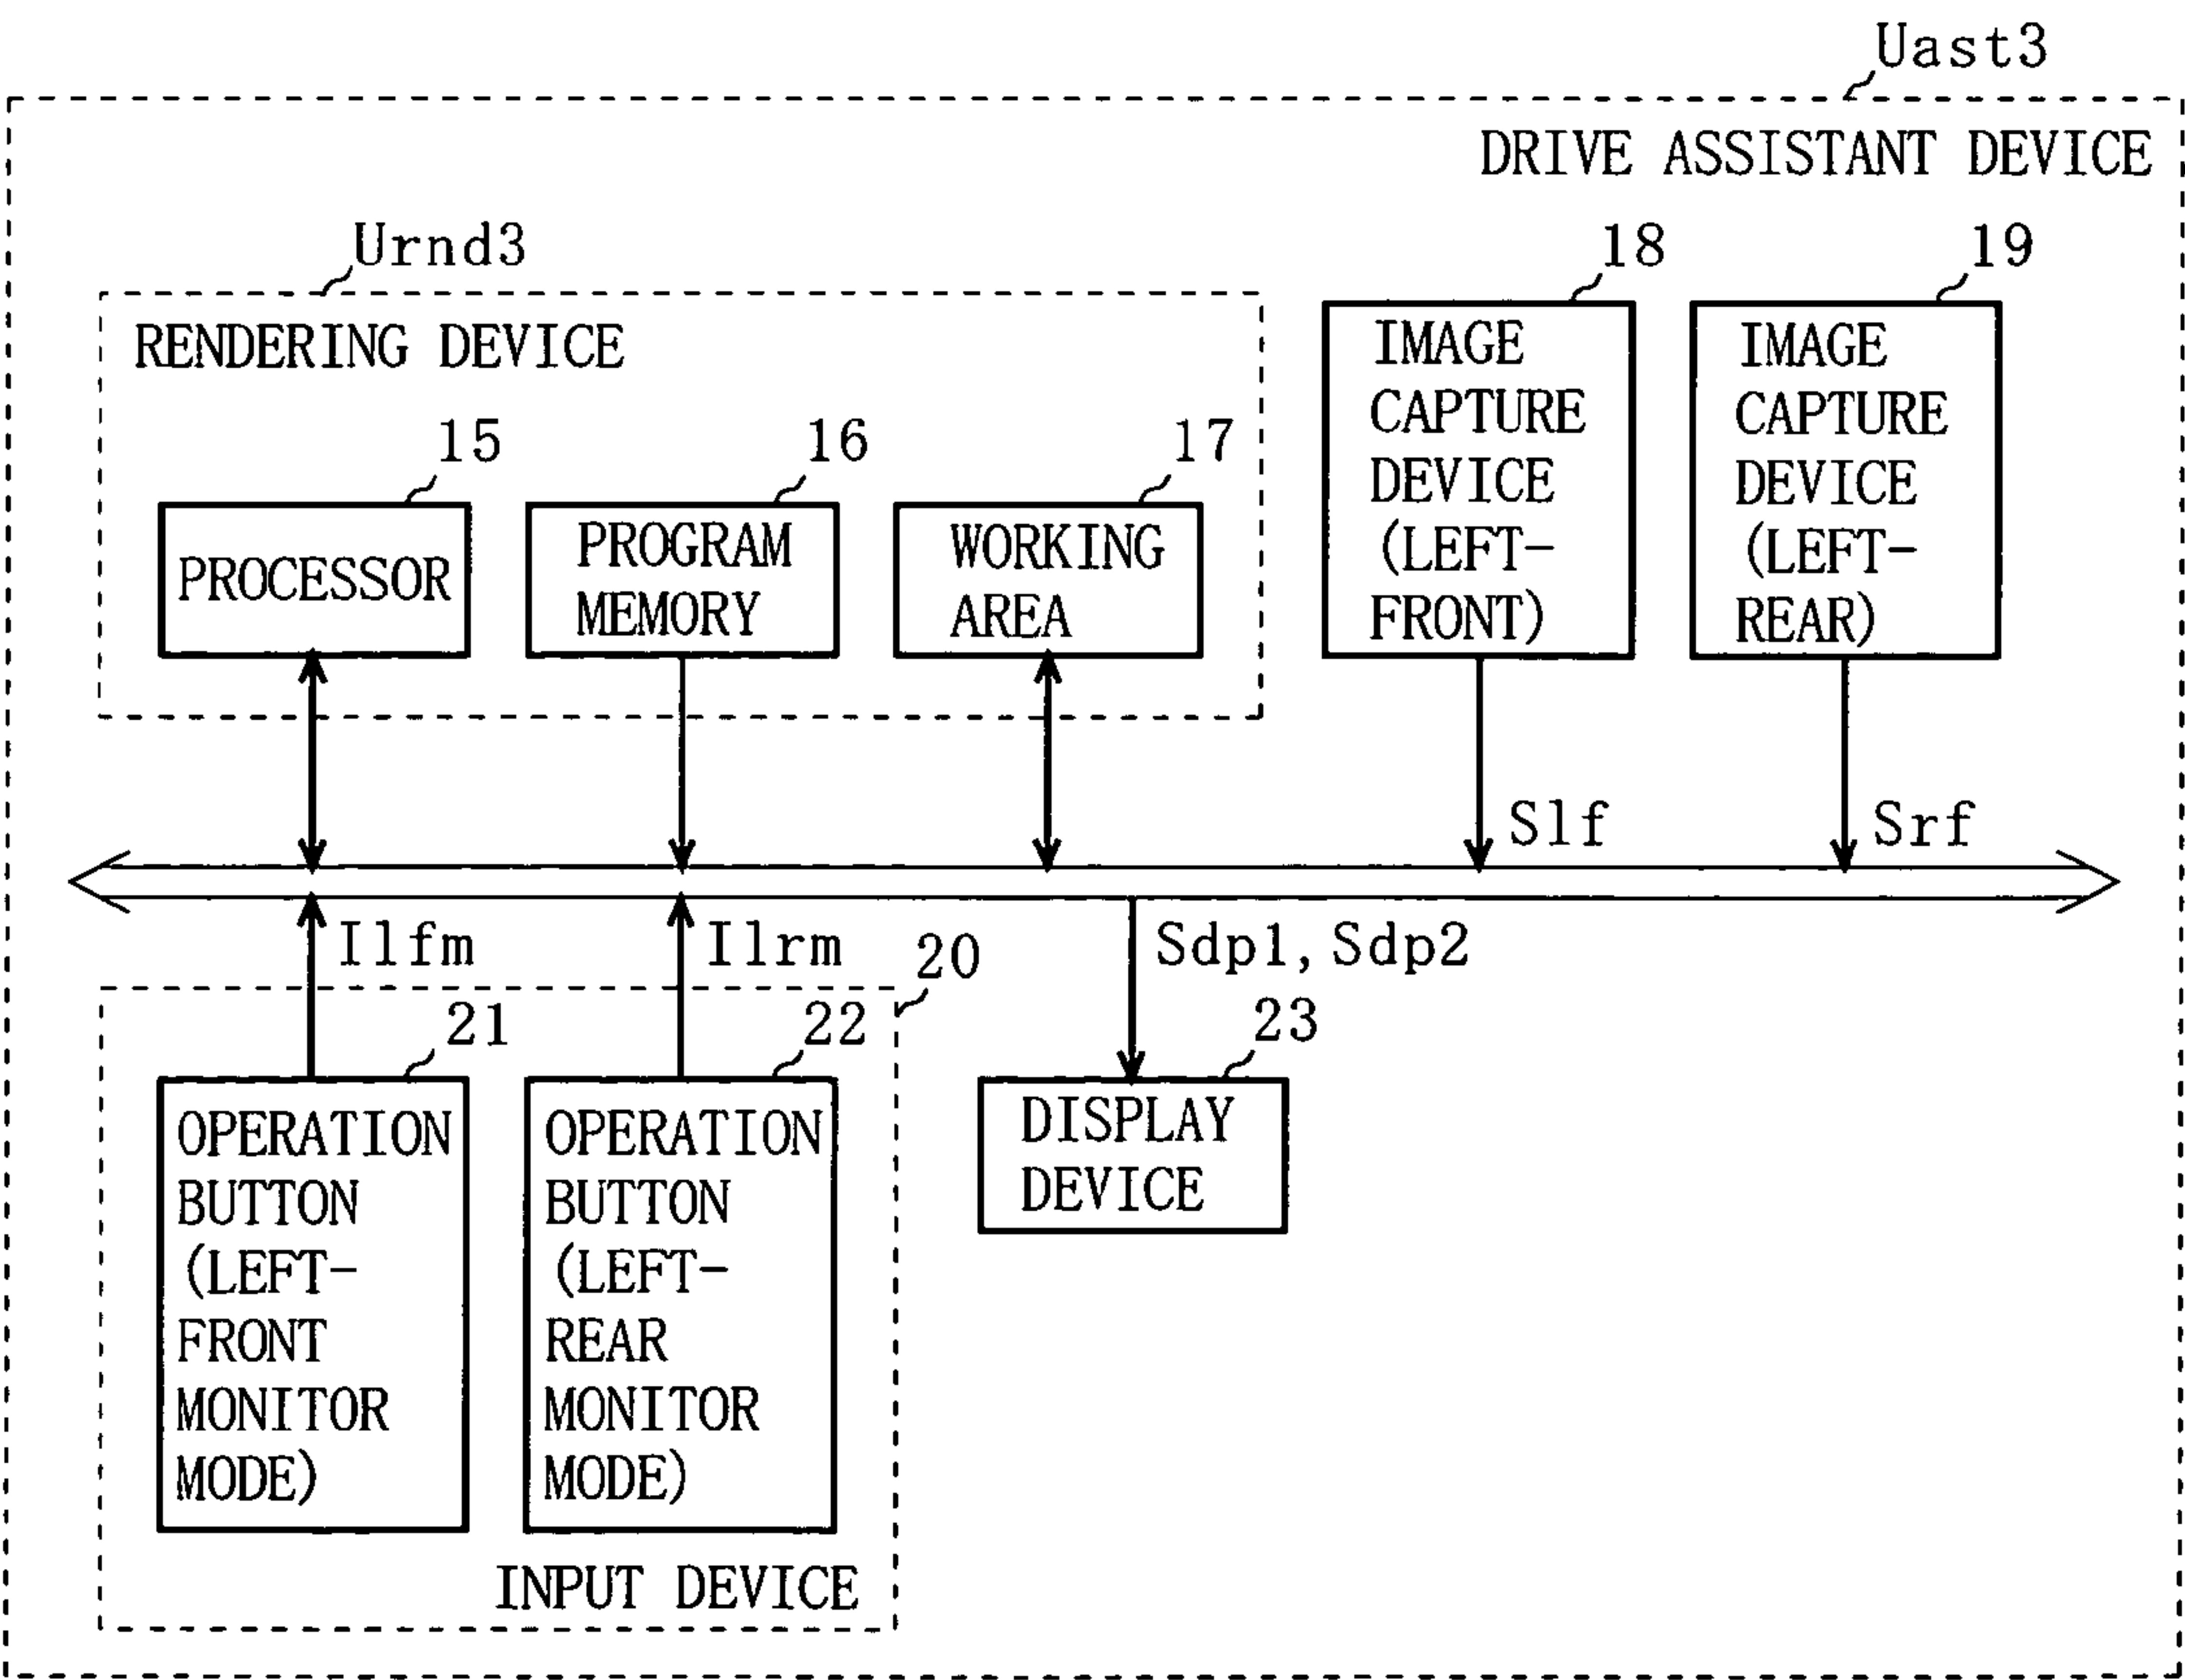 Uast3
DRIVE ASSISTANT DEVICE
Urnd3
RENDERING DEVICE
15
PROCESSOR
16
PROGRAM
MEMORY
17
WORKING
AREA
18
IMAGE
CAPTURE
DEVICE
(LEFT-
FRONT)
19
IMAGE
CAPTURE
DEVICE
(LEFT-
REAR)
Slf
Srf
Ilfm
Ilrm
20
Sdp1, Sdp2
21
OPERATION
BUTTON
(LEFT-
FRONT
MONITOR
MODE)
22
OPERATION
BUTTON
(LEFT-
REAR
MONITOR
MODE)
23
DISPLAY
DEVICE
INPUT DEVICE